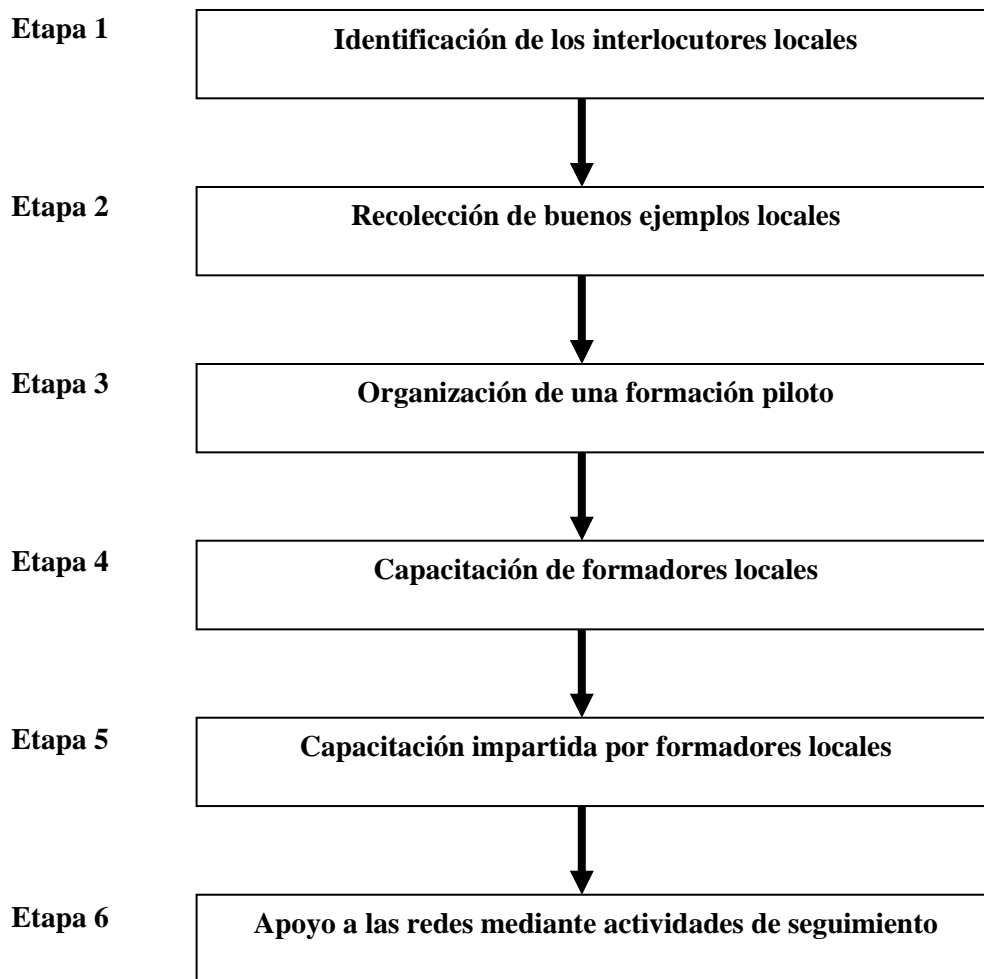 Etapa 1
Identificación de los interlocutores locales
Etapa 2
Recolección de buenos ejemplos locales
Etapa 3
Organización de una formación piloto
Etapa 4
Capacitación de formadores locales
Etapa 5
Capacitación impartida por formadores locales
Etapa 6
Apoyo a las redes mediante actividades de seguimiento